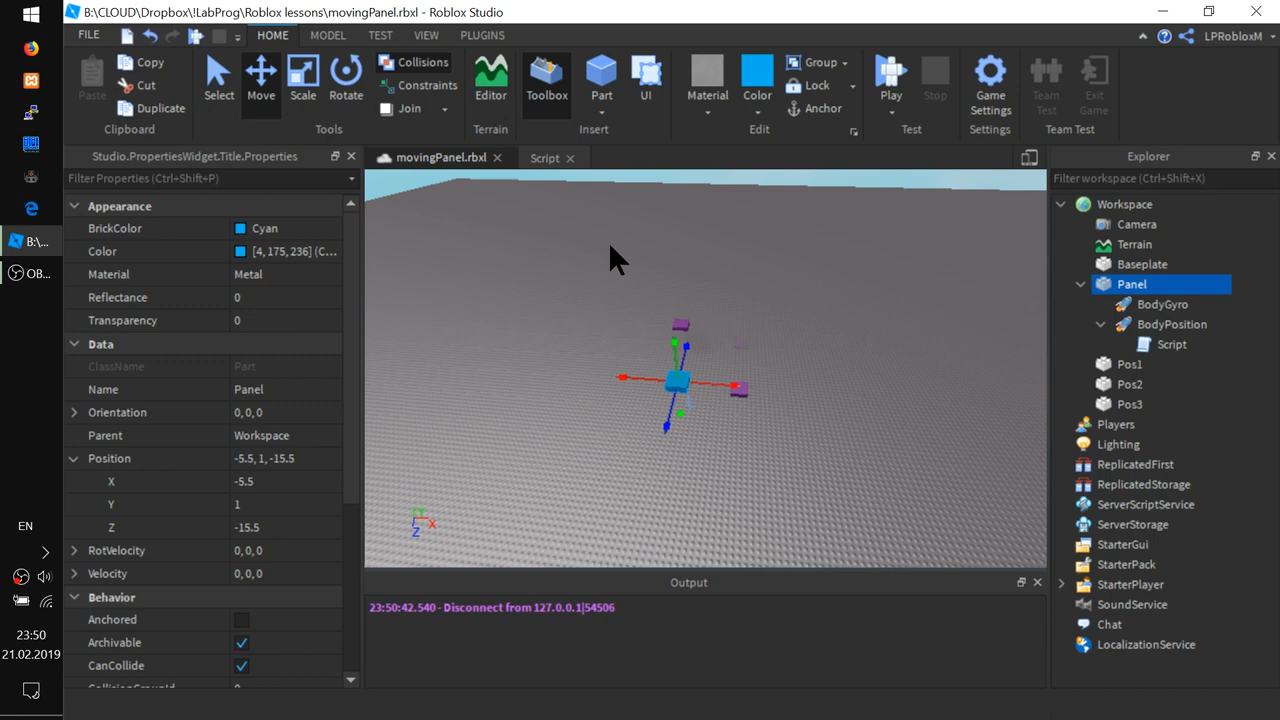 B:\CLOUD\Dropbox\!LabProg\Roblox lessons\movingPanel.rbxl - Roblox Studio
FILE HOME MODEL TEST VIEW PLUGINS LPRobloxM
Paste Copy Cut Duplicate Clipboard
Select Move Scale Rotate Collisions Constraints Join Tools
Editor Terrain
Toolbox Part UI Insert
Material Color Group Lock Anchor Edit
Play Stop Test
Game Settings Settings
Team Test Exit Game Team Test
Studio.PropertiesWidget.Title.Properties
Filter Properties (Ctrl+Shift+P)
Appearance
BrickColor Cyan
Color [4, 175, 236] (C...
Material Metal
Reflectance 0
Transparency 0
Data
ClassName Part
Name Panel
Orientation 0, 0, 0
Parent Workspace
Position -5.5, 1, -15.5
X -5.5
Y 1
Z -15.5
RotVelocity 0, 0, 0
Velocity 0, 0, 0
Behavior
Anchored
Archivable
CanCollide
movingPanel.rbxl Script
Y
X
Z
Output
23:50:42.540 - Disconnect from 127.0.0.1|54506
Explorer
Filter workspace (Ctrl+Shift+X)
Workspace
Camera
Terrain
Baseplate
Panel
BodyGyro
BodyPosition
Script
Pos1
Pos2
Pos3
Players
Lighting
ReplicatedFirst
ReplicatedStorage
ServerScriptService
ServerStorage
StarterGui
StarterPack
StarterPlayer
SoundService
Chat
LocalizationService
B:\...
OB...
EN
23:50
21.02.2019